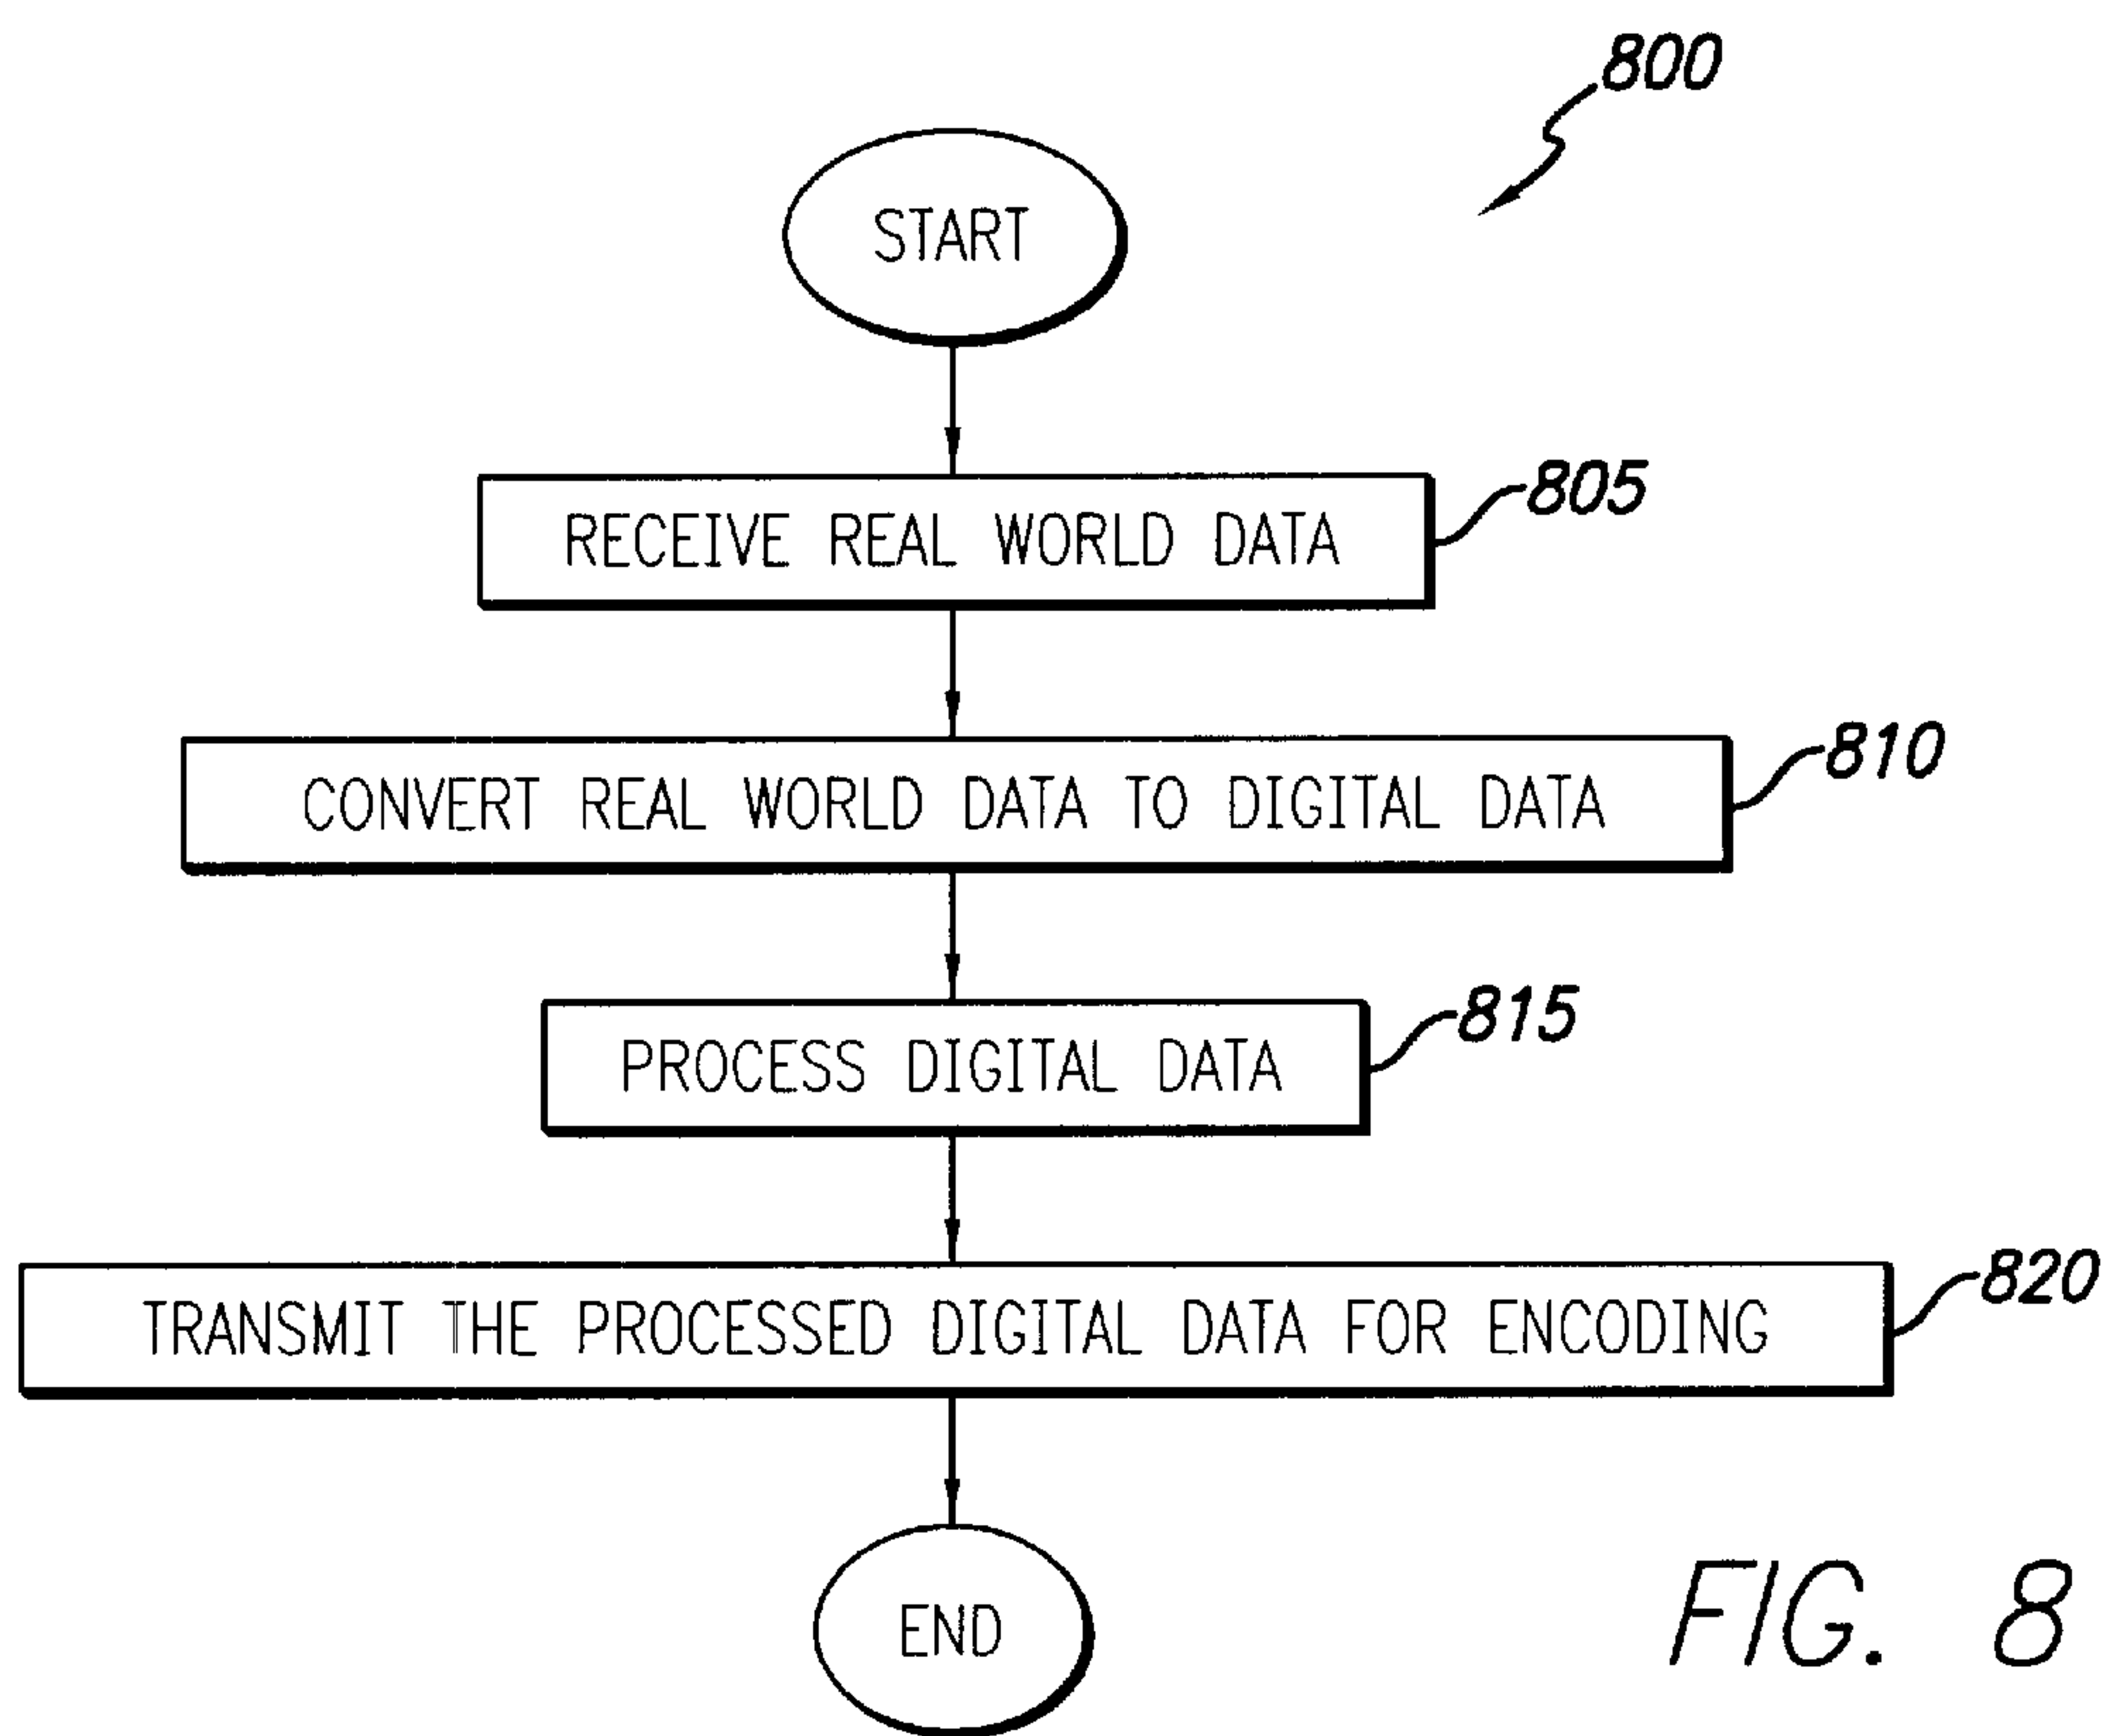 800
START
RECEIVE REAL WORLD DATA
805
CONVERT REAL WORLD DATA TO DIGITAL DATA
810
PROCESS DIGITAL DATA
815
TRANSMIT THE PROCESSED DIGITAL DATA FOR ENCODING
820
END
FIG. 8